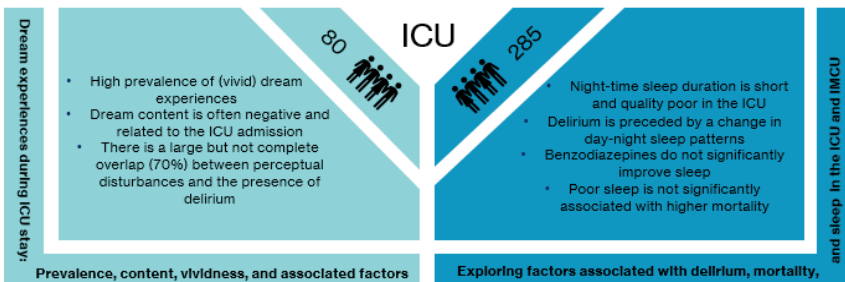 ICU
80
285
Dream experiences during ICU stay:
• High prevalence of (vivid) dream
experiences
• Dream content is often negative and
related to the ICU admission
• There is a large but not complete
overlap (70%) between perceptual
disturbances and the presence of
delirium
Prevalence, content, vividness, and associated factors
• Night-time sleep duration is short
and quality poor in the ICU
• Delirium is preceded by a change in
day-night sleep patterns
• Benzodiazepines do not significantly
improve sleep
• Poor sleep is not significantly
associated with higher mortality
Exploring factors associated with delirium, mortality,
and sleep in the ICU and IMCU